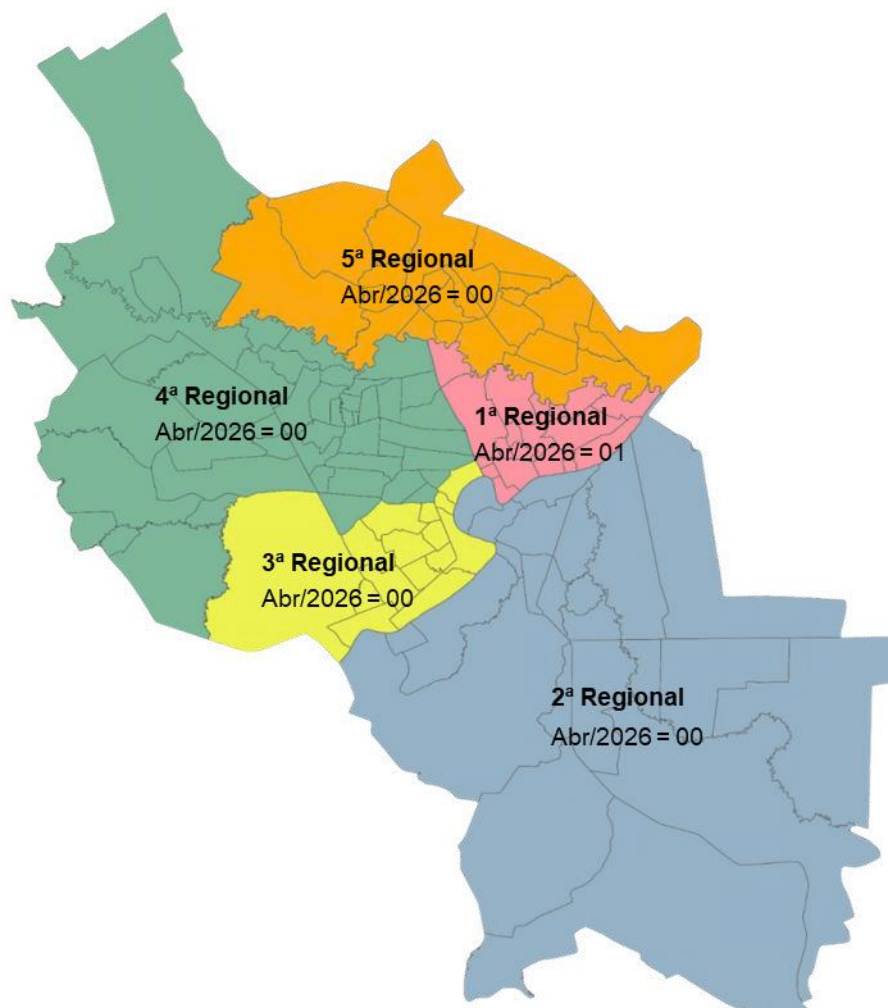 5ª Regional
Abr/2026 = 00
4ª Regional
Abr/2026 = 00
1ª Regional
Abr/2026 = 01
3ª Regional
Abr/2026 = 00
2ª Regional
Abr/2026 = 00